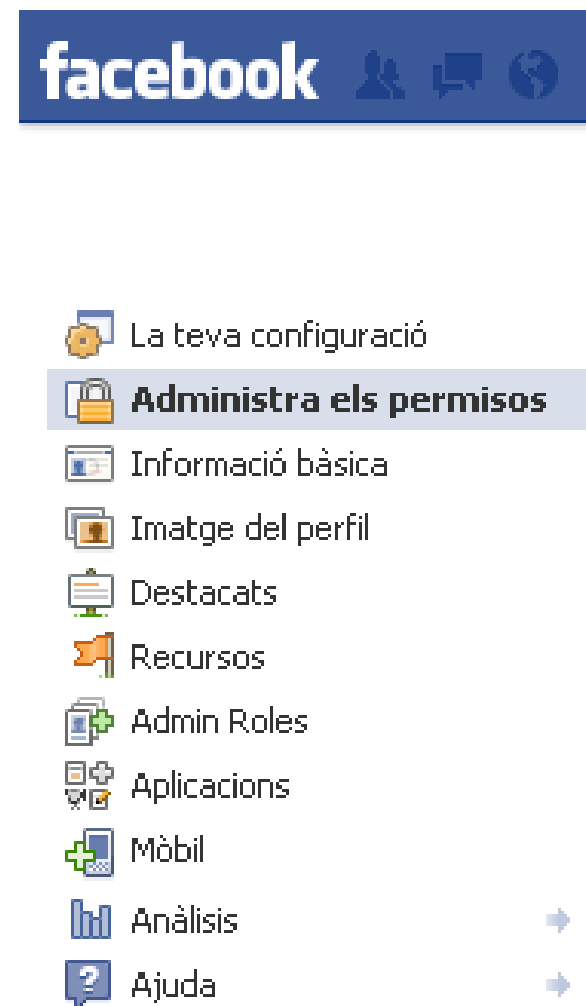 facebook
La teva configuració
Administra els permisos
Informació bàsica
Imatge del perfil
Destacats
Recursos
Admin Roles
Aplicacions
Mòbil
Anàlisis
Ajuda